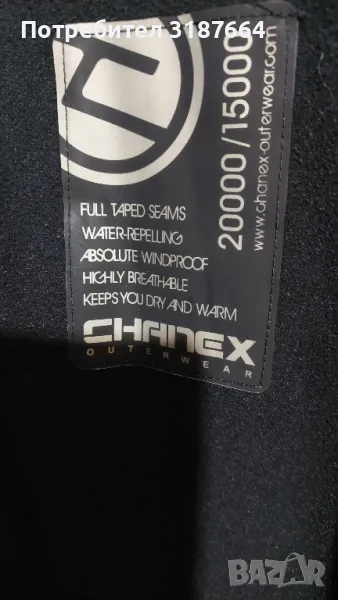 Потребител 3187664
FULL TAPED SEAMS
WATER-REPELLING
ABSOLUTE WINDPROOF
HIGHLY BREATHABLE
KEEPS YOU DRY AND WARM
CHANEX
OUTERWEAR
20000/15000
www.chanex-outerwear.com
BAZAR